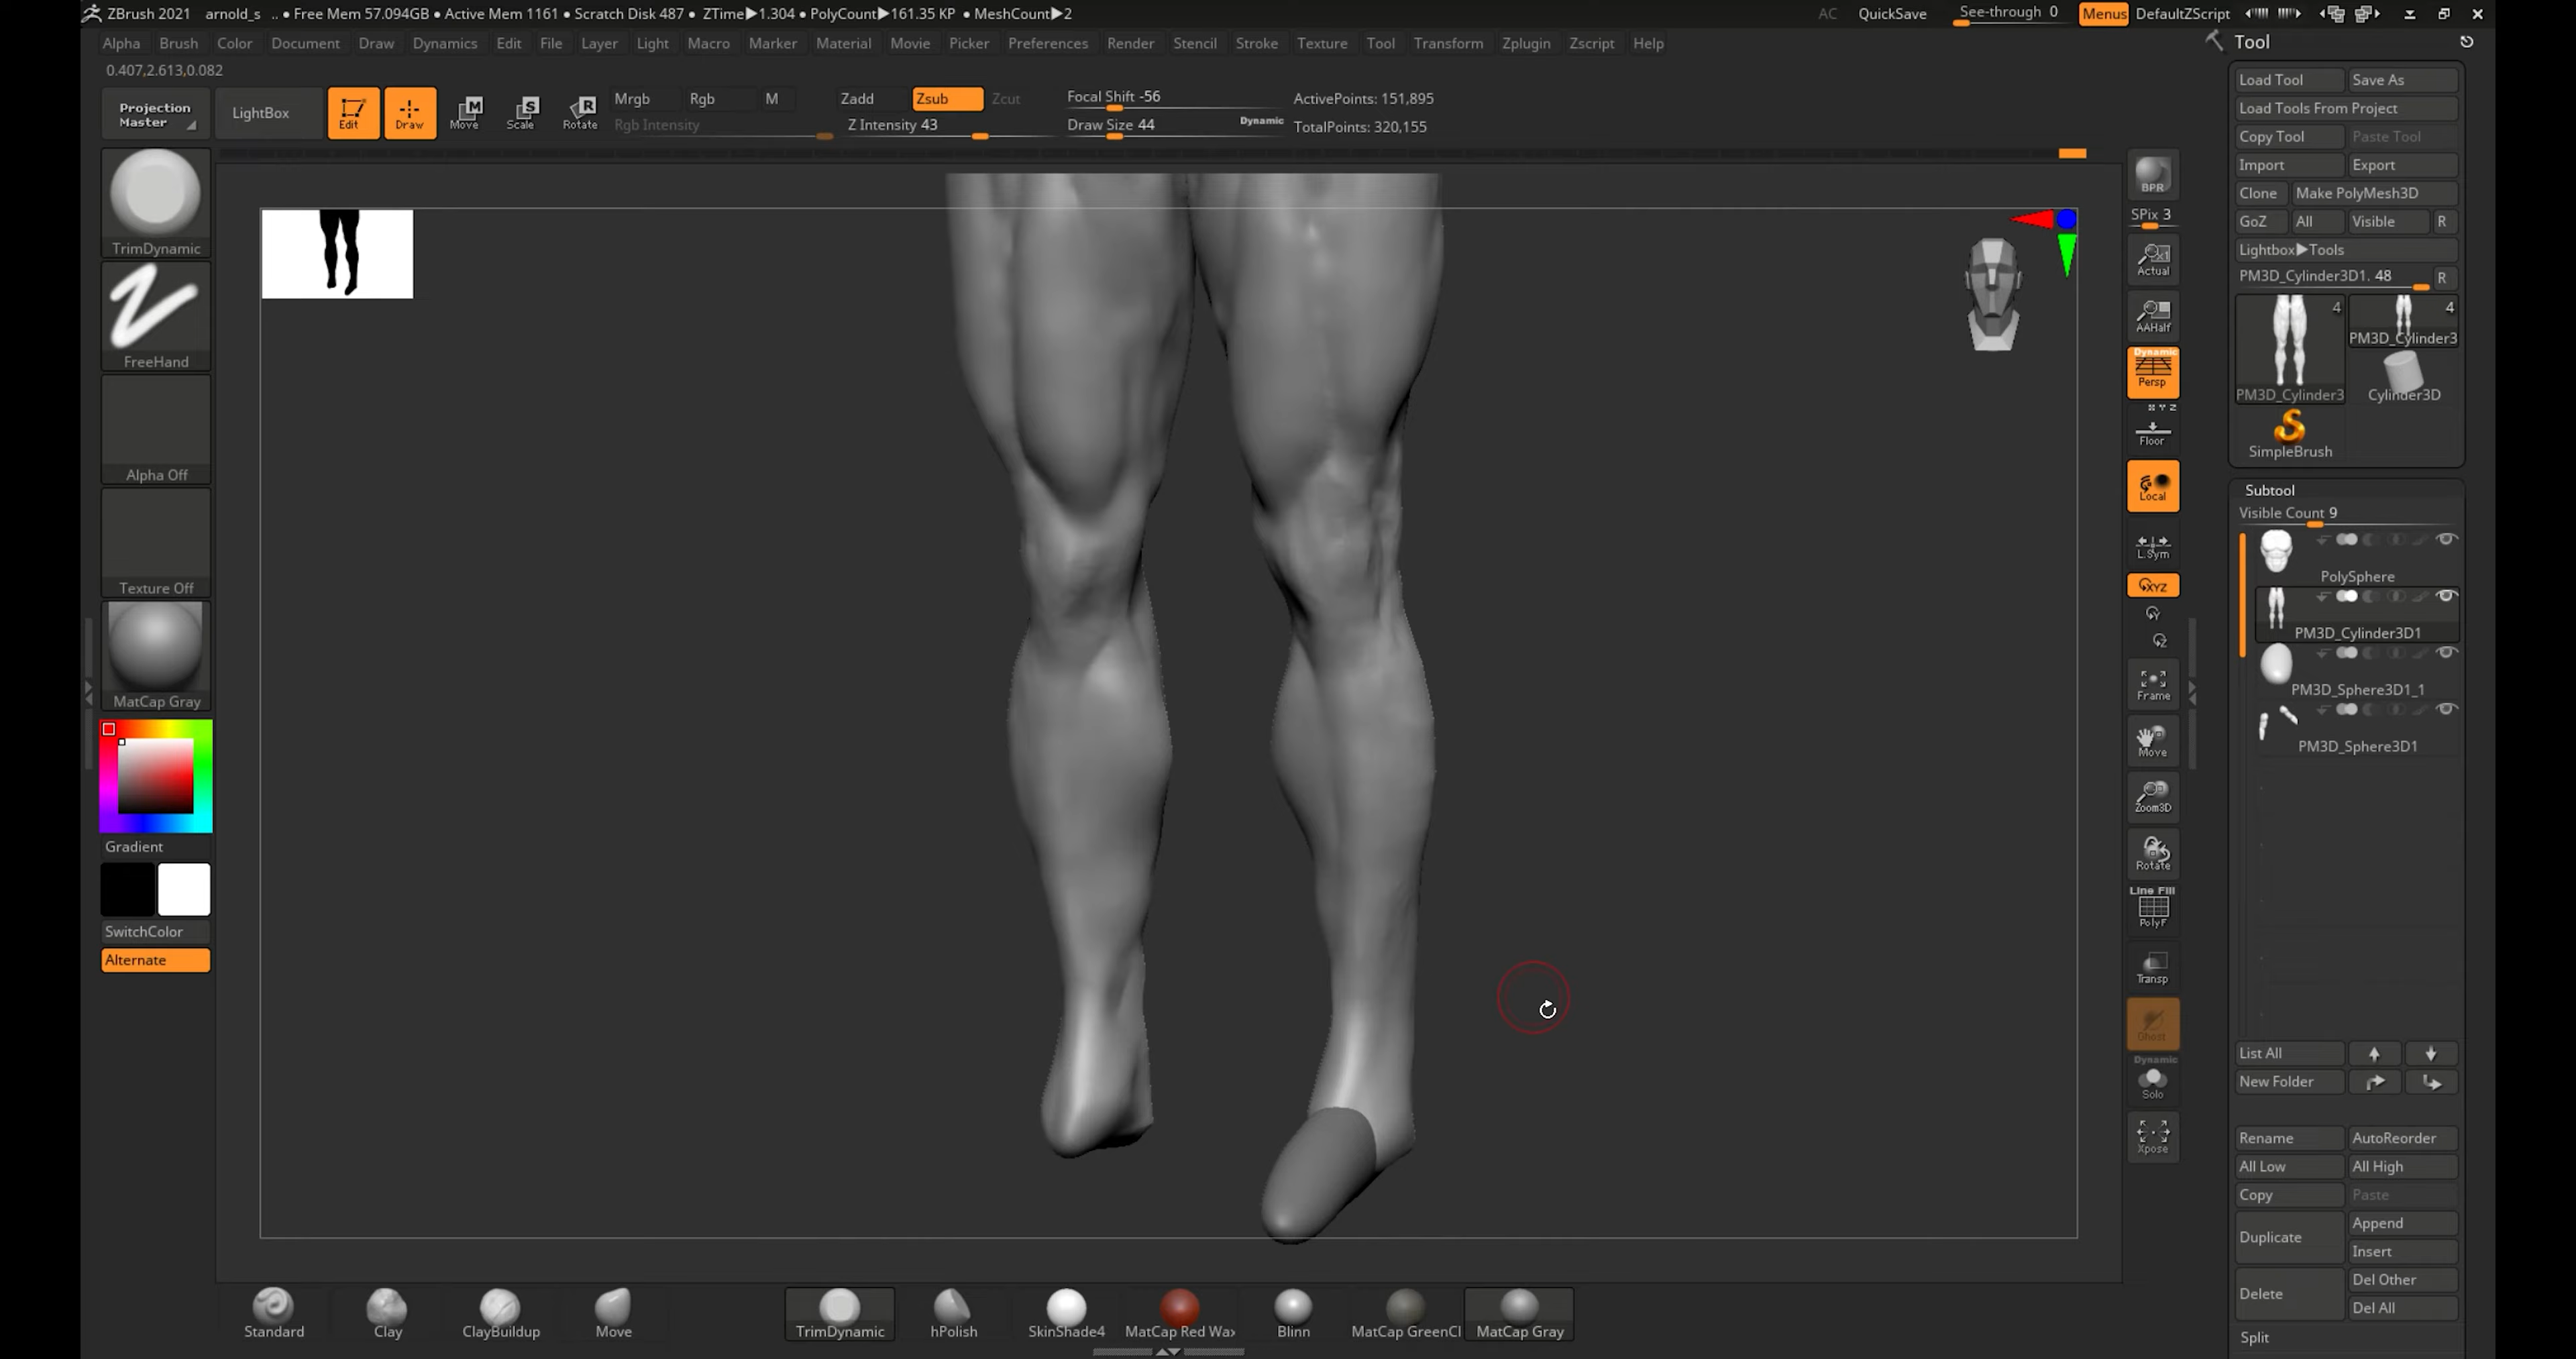 ZBrush 2021 arnold_s .. • Free Mem 57.094GB • Active Mem 1161 • Scratch Disk 487 • ZTime▶1.304 • PolyCount▶161.35 KP • MeshCount▶2 AC QuickSave See-through 0 Menus DefaultZScript
Alpha Brush Color Document Draw Dynamics Edit File Layer Light Macro Marker Material Movie Picker Preferences Render Stencil Stroke Texture Tool Transform Zplugin Zscript Help
0.407,2.613,0.082
Projection Master
LightBox
Edit
Draw
Move
Scale
Rotate
Mrgb Rgb M
Rgb Intensity
Zadd Zsub Zcut
Z Intensity 43
Focal Shift -56
Draw Size 44
Dynamic
ActivePoints: 151,895
TotalPoints: 320,155
TrimDynamic
FreeHand
Alpha Off
Texture Off
MatCap Gray
Gradient
SwitchColor
Alternate
BPR
SPix 3
Actual
AAHalf
Dynamic
Persp
X Y Z
Floor
Local
L.Sym
XYZ
Y
Z
Frame
Move
Zoom3D
Rotate
Line Fill
PolyF
Transp
Ghost
Dynamic
Solo
Xpose
Tool
Load Tool Save As
Load Tools From Project
Copy Tool Paste Tool
Import Export
Clone Make PolyMesh3D
GoZ All Visible R
Lightbox▶Tools
PM3D_Cylinder3D1. 48 R
4 4
PM3D_Cylinder3
PM3D_Cylinder3 Cylinder3D
SimpleBrush
Subtool
Visible Count 9
PolySphere
PM3D_Cylinder3D1
PM3D_Sphere3D1_1
PM3D_Sphere3D1
List All
New Folder
Rename AutoReorder
All Low All High
Copy Paste
Duplicate Append
Insert
Delete Del Other
Del All
Split
Standard Clay ClayBuildup Move TrimDynamic hPolish SkinShade4 MatCap Red Wax Blinn MatCap GreenCl MatCap Gray